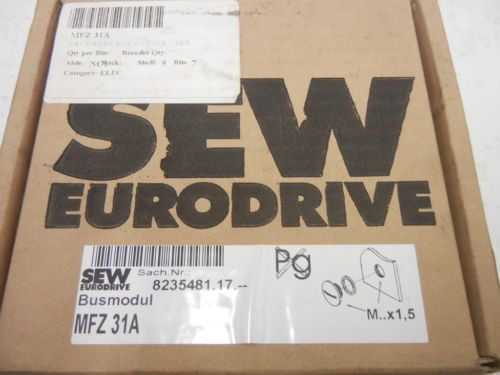 MFZ 31A
Qty per Bin: Reorder Qty:
Aisle: Shelf: 5 Bin: 7
Category: ELEC
SEW
EURODRIVE
SEW
EURODRIVE
Sach.Nr.:
8235481.17.--
Busmodul
MFZ 31A
Pg
M..x1,5